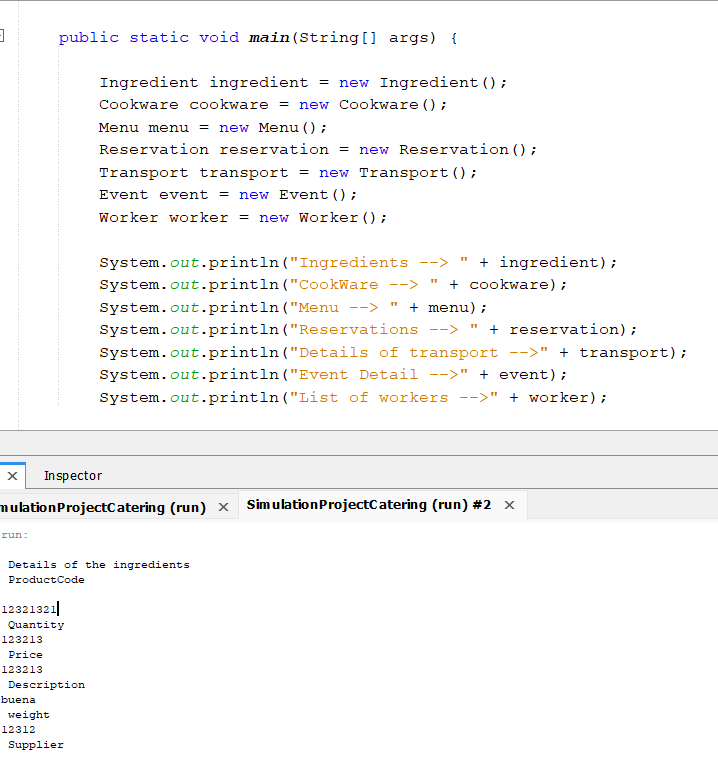 public static void main(String[] args) {
Ingredient ingredient = new Ingredient();
Cookware cookware = new Cookware();
Menu menu = new Menu();
Reservation reservation = new Reservation();
Transport transport = new Transport();
Event event = new Event();
Worker worker = new Worker();
System.out.println("Ingredients --> " + ingredient);
System.out.println("CookWare --> " + cookware);
System.out.println("Menu --> " + menu);
System.out.println("Reservations --> " + reservation);
System.out.println("Details of transport -->" + transport);
System.out.println("Event Detail -->" + event);
System.out.println("List of workers -->" + worker);
Inspector
mulationProjectCatering (run) SimulationProjectCatering (run) #2
run:
Details of the ingredients
ProductCode
12321321
Quantity
123213
Price
123213
Description
buena
weight
12312
Supplier